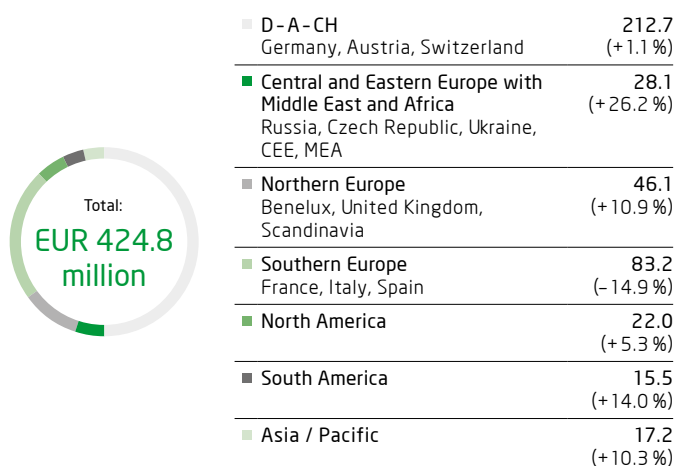 Total:
EUR 424.8
million
D-A-CH 212.7
Germany, Austria, Switzerland (+1.1 %)
Central and Eastern Europe with 28.1
Middle East and Africa (+26.2 %)
Russia, Czech Republic, Ukraine,
CEE, MEA
Northern Europe 46.1
Benelux, United Kingdom, (+10.9 %)
Scandinavia
Southern Europe 83.2
France, Italy, Spain (–14.9 %)
North America 22.0
(+5.3 %)
South America 15.5
(+14.0 %)
Asia / Pacific 17.2
(+10.3 %)